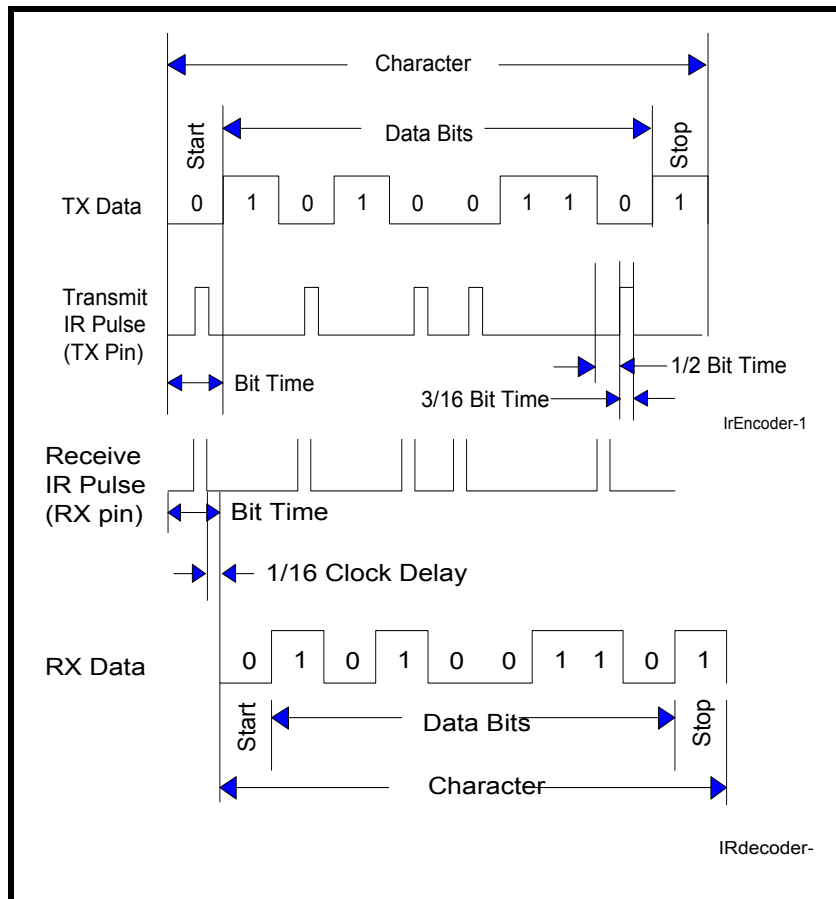 Character
Start
Data Bits
Stop
TX Data
0 1 0 1 0 0 1 1 0 1
Transmit
IR Pulse
(TX Pin)
Bit Time
1/2 Bit Time
3/16 Bit Time
IrEncoder-1
Receive
IR Pulse
(RX pin)
Bit Time
1/16 Clock Delay
RX Data
0 1 0 1 0 0 1 1 0 1
Start
Data Bits
Stop
Character
IRdecoder-